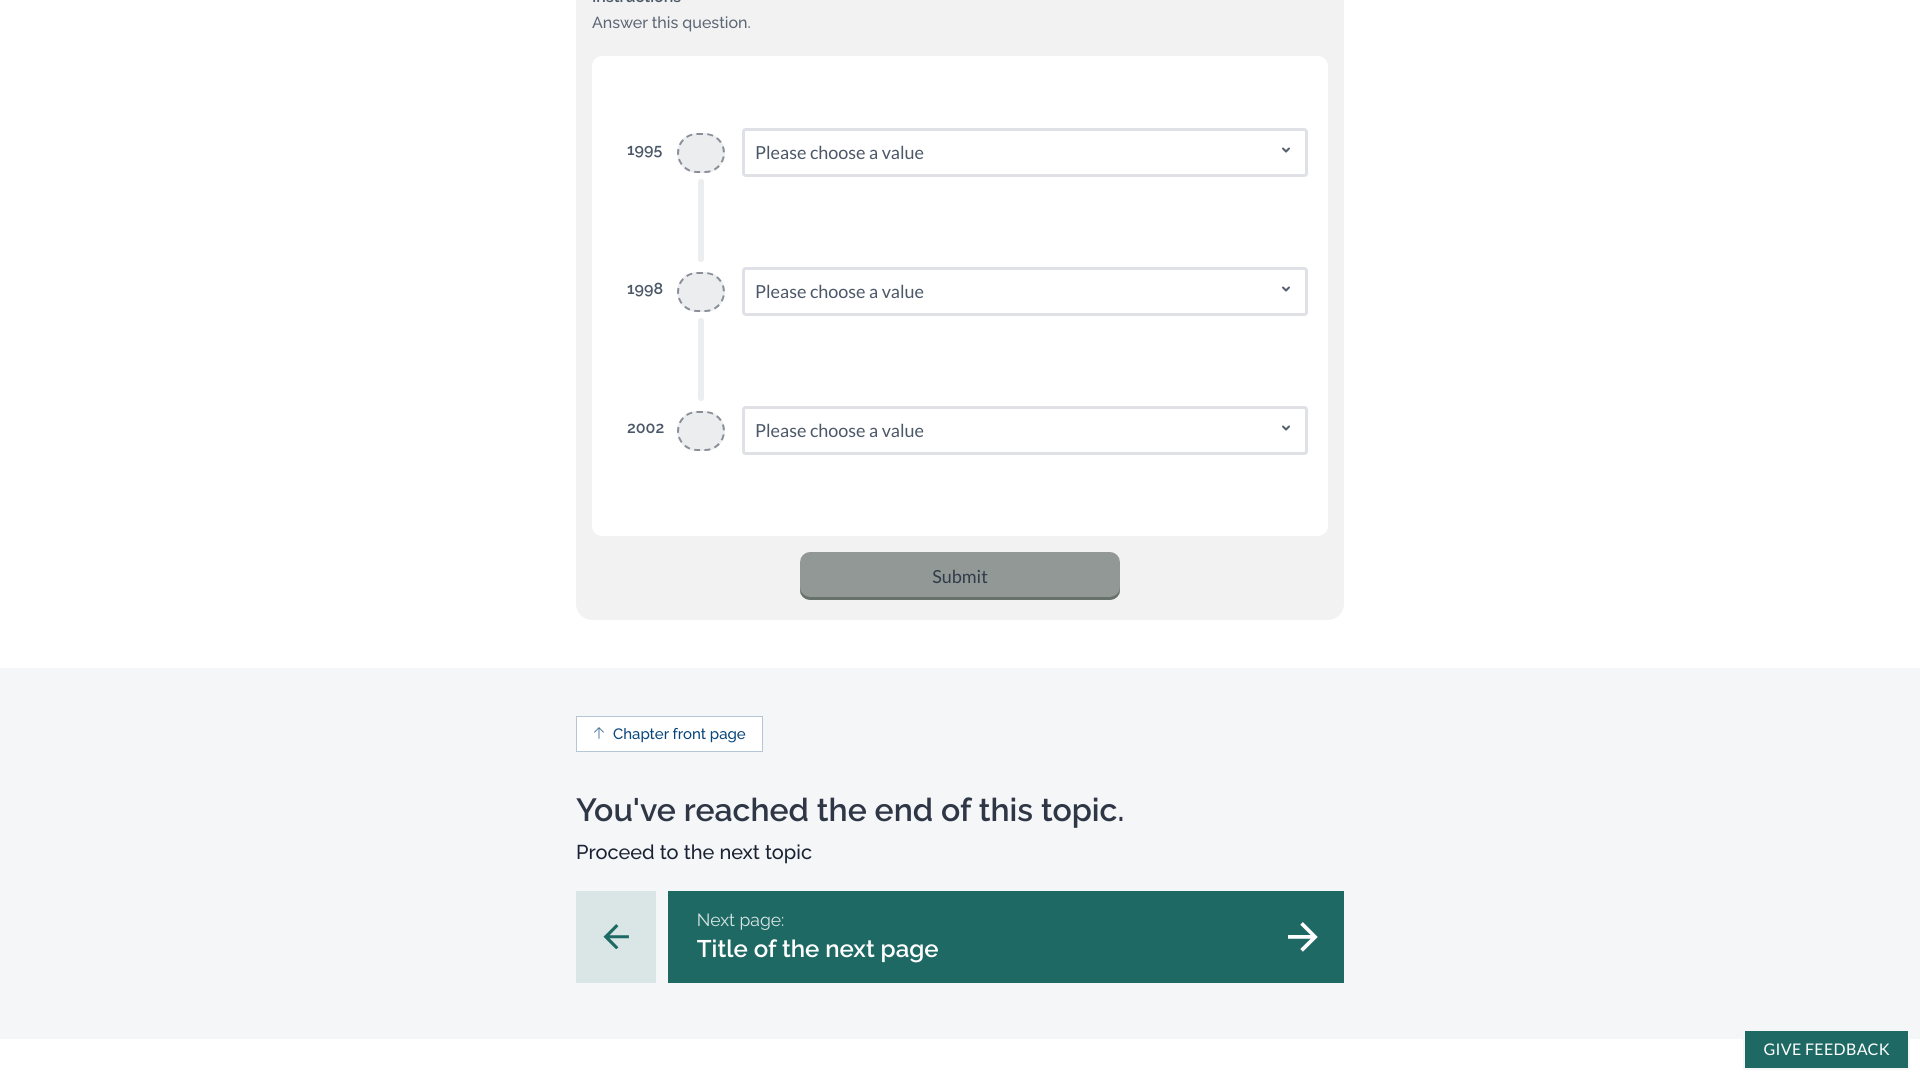 Instructions
Answer this question.
1995
Please choose a value
1998
Please choose a value
2002
Please choose a value
Submit
Chapter front page
You've reached the end of this topic.
Proceed to the next topic
Next page:
Title of the next page
GIVE FEEDBACK